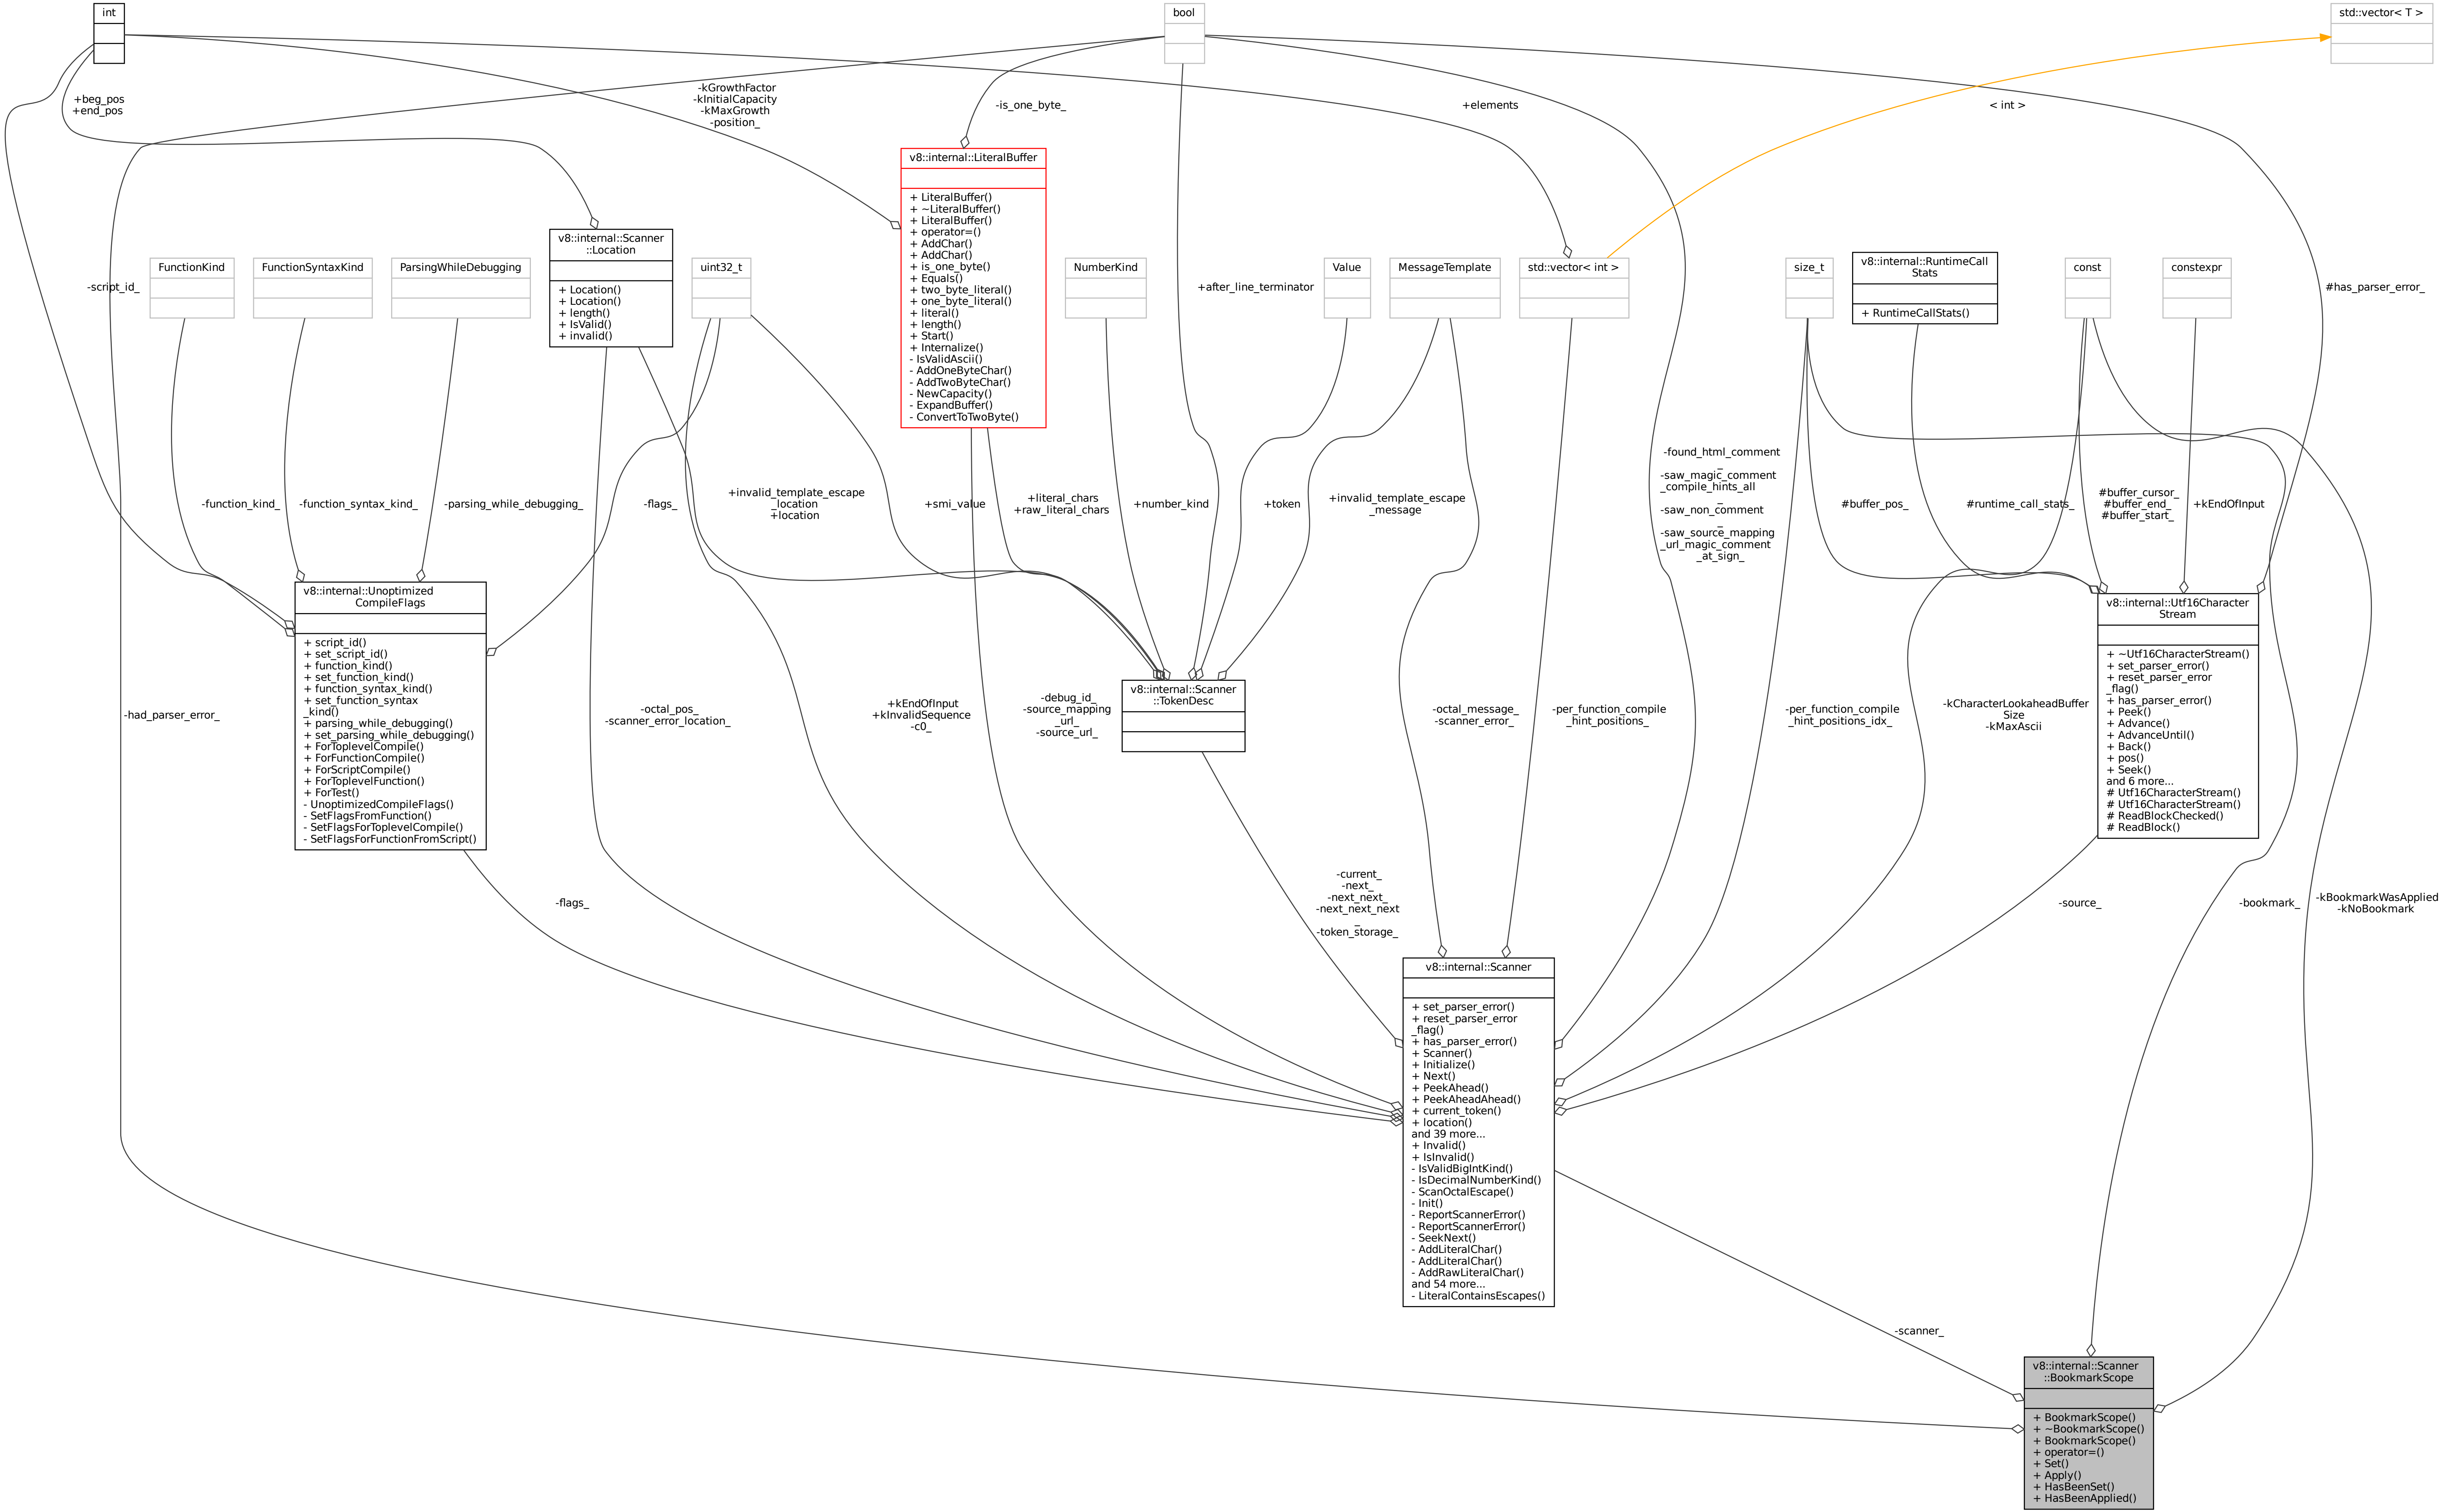 int
bool
std::vector< T >
+beg_pos
+end_pos
-kGrowthFactor
-kInitialCapacity
-kMaxGrowth
-position_
-is_one_byte_
+elements
< int >
v8::internal::LiteralBuffer
+ LiteralBuffer()
+ ~LiteralBuffer()
+ LiteralBuffer()
+ operator=()
+ AddChar()
+ AddChar()
+ is_one_byte()
+ Equals()
+ two_byte_literal()
+ one_byte_literal()
+ literal()
+ length()
+ Start()
+ Internalize()
- IsValidAscii()
- AddOneByteChar()
- AddTwoByteChar()
- NewCapacity()
- ExpandBuffer()
- ConvertToTwoByte()
v8::internal::Scanner
::Location
+ Location()
+ Location()
+ length()
+ IsValid()
+ invalid()
-script_id_
FunctionKind
FunctionSyntaxKind
ParsingWhileDebugging
uint32_t
NumberKind
+after_line_terminator
Value
MessageTemplate
std::vector< int >
size_t
v8::internal::RuntimeCall
Stats
+ RuntimeCallStats()
const
constexpr
#has_parser_error_
-function_kind_
-function_syntax_kind_
-parsing_while_debugging_
-flags_
+invalid_template_escape
_location
+location
+smi_value
+literal_chars
+raw_literal_chars
+number_kind
+token
+invalid_template_escape
_message
-found_html_comment
_
-saw_magic_comment
_compile_hints_all
_
-saw_non_comment
_
-saw_source_mapping
_url_magic_comment
_at_sign_
#buffer_pos_
#runtime_call_stats_
#buffer_cursor_
#buffer_end_
#buffer_start_
+kEndOfInput
v8::internal::Unoptimized
CompileFlags
+ script_id()
+ set_script_id()
+ function_kind()
+ set_function_kind()
+ function_syntax_kind()
+ set_function_syntax
_kind()
+ parsing_while_debugging()
+ set_parsing_while_debugging()
+ ForToplevelCompile()
+ ForFunctionCompile()
+ ForScriptCompile()
+ ForToplevelFunction()
+ ForTest()
- UnoptimizedCompileFlags()
- SetFlagsFromFunction()
- SetFlagsForToplevelCompile()
- SetFlagsForFunctionFromScript()
v8::internal::Utf16Character
Stream
+ ~Utf16CharacterStream()
+ set_parser_error()
+ reset_parser_error
_flag()
+ has_parser_error()
+ Peek()
+ Advance()
+ AdvanceUntil()
+ Back()
+ pos()
+ Seek()
and 6 more...
# Utf16CharacterStream()
# Utf16CharacterStream()
# ReadBlockChecked()
# ReadBlock()
v8::internal::Scanner
::TokenDesc
-had_parser_error_
-octal_pos_
-scanner_error_location_
+kEndOfInput
+kInvalidSequence
-c0_
-debug_id_
-source_mapping
_url_
-source_url_
-octal_message_
-scanner_error_
-per_function_compile
_hint_positions_
-per_function_compile
_hint_positions_idx_
-kCharacterLookaheadBuffer
Size
-kMaxAscii
-flags_
-current_
-next_
-next_next_
-next_next_next
_
-token_storage_
-source_
-bookmark_
-kBookmarkWasApplied
-kNoBookmark
v8::internal::Scanner
+ set_parser_error()
+ reset_parser_error
_flag()
+ has_parser_error()
+ Scanner()
+ Initialize()
+ Next()
+ PeekAhead()
+ PeekAheadAhead()
+ current_token()
+ location()
and 39 more...
+ Invalid()
+ IsInvalid()
- IsValidBigIntKind()
- IsDecimalNumberKind()
- ScanOctalEscape()
- Init()
- ReportScannerError()
- ReportScannerError()
- SeekNext()
- AddLiteralChar()
- AddLiteralChar()
- AddRawLiteralChar()
and 54 more...
- LiteralContainsEscapes()
-scanner_
v8::internal::Scanner
::BookmarkScope
+ BookmarkScope()
+ ~BookmarkScope()
+ BookmarkScope()
+ operator=()
+ Set()
+ Apply()
+ HasBeenSet()
+ HasBeenApplied()